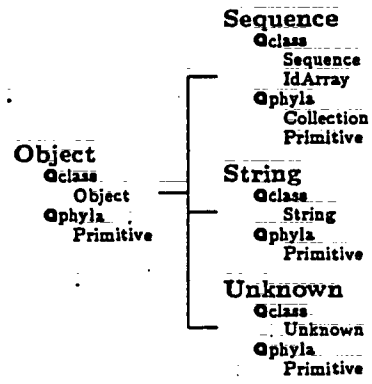 Object
@class
Object
@phyla
Primitive
Sequence
@class
Sequence
IdArray
@phyla
Collection
Primitive
String
@class
String
@phyla
Primitive
Unknown
@class
Unknown
@phyla
Primitive